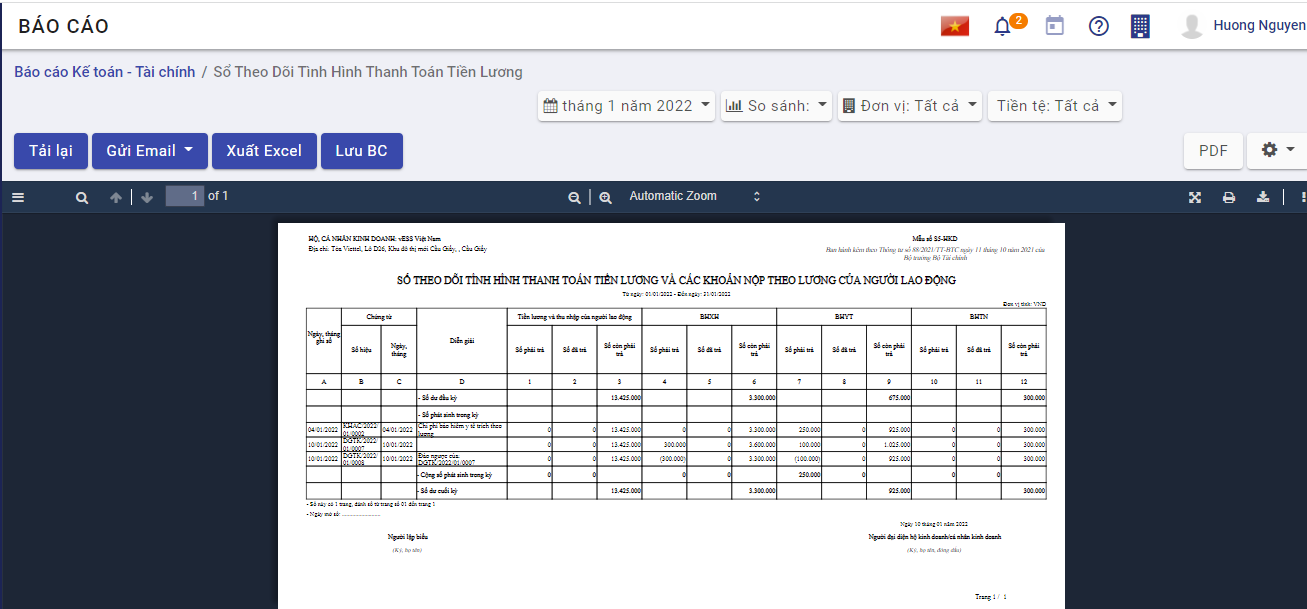 BÁO CÁO
2
Huong Nguyen
Báo cáo Kế toán - Tài chính / Sổ Theo Dõi Tình Hình Thanh Toán Tiền Lương
tháng 1 năm 2022 So sánh: Đơn vị: Tất cả Tiền tệ: Tất cả
Tải lại Gửi Email Xuất Excel Lưu BC PDF
1 of 1 Automatic Zoom
HỘ, CÁ NHÂN KINH DOANH: vESS Việt Nam
Địa chỉ: Tòa Viettel, Lô D26, Khu đô thị mới Cầu Giấy, , Cầu Giấy
Mẫu số S5-HKD
Ban hành kèm theo Thông tư số 88/2021/TT-BTC ngày 11 tháng 10 năm 2021 của
Bộ trưởng Bộ Tài chính
SỔ THEO DÕI TÌNH HÌNH THANH TOÁN TIỀN LƯƠNG VÀ CÁC KHOẢN NỘP THEO LƯƠNG CỦA NGƯỜI LAO ĐỘNG
Từ ngày: 01/01/2022 - Đến ngày: 31/01/2022
Đơn vị tính: VND
Ngày, tháng ghi sổ Chứng từ Diễn giải Tiền lương và thu nhập của người lao động BHXH BHYT BHTN
Số hiệu Ngày, tháng Số phải trả Số đã trả Số còn phải trả Số phải trả Số đã trả Số còn phải trả Số phải trả Số đã trả Số còn phải trả Số phải trả Số đã trả Số còn phải trả
A B C D 1 2 3 4 5 6 7 8 9 10 11 12
- Số dư đầu kỳ 13.425.000 3.300.000 675.000 300.000
- Số phát sinh trong kỳ
04/01/2022 KHAC/2022/01/0002 04/01/2022 Chi phí bảo hiểm y tế trích theo lương 0 0 13.425.000 0 0 3.300.000 250.000 0 925.000 0 0 300.000
10/01/2022 DGTK/2022/01/0007 10/01/2022 0 0 13.425.000 300.000 0 3.600.000 100.000 0 1.025.000 0 0 300.000
10/01/2022 DGTK/2022/01/0008 10/01/2022 Đảo ngược của: DGTK/2022/01/0007 0 0 13.425.000 (300.000) 0 3.300.000 (100.000) 0 925.000 0 0 300.000
- Cộng số phát sinh trong kỳ 0 0 0 0 250.000 0 0
- Số dư cuối kỳ 13.425.000 3.300.000 925.000 300.000
- Sổ này có 1 trang, đánh số từ trang số 01 đến trang 1
- Ngày mở sổ: ........................
Ngày 10 tháng 01 năm 2022
Người lập biểu Người đại diện hộ kinh doanh/cá nhân kinh doanh
(Ký, họ tên) (Ký, họ tên, đóng dấu)
Trang 1 / 1